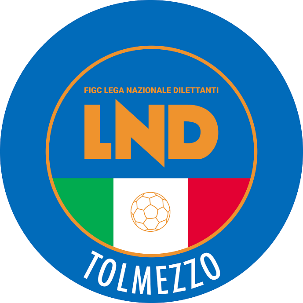 FIGC LEGA NAZIONALE DILETTANTI
LND
TOLMEZZO